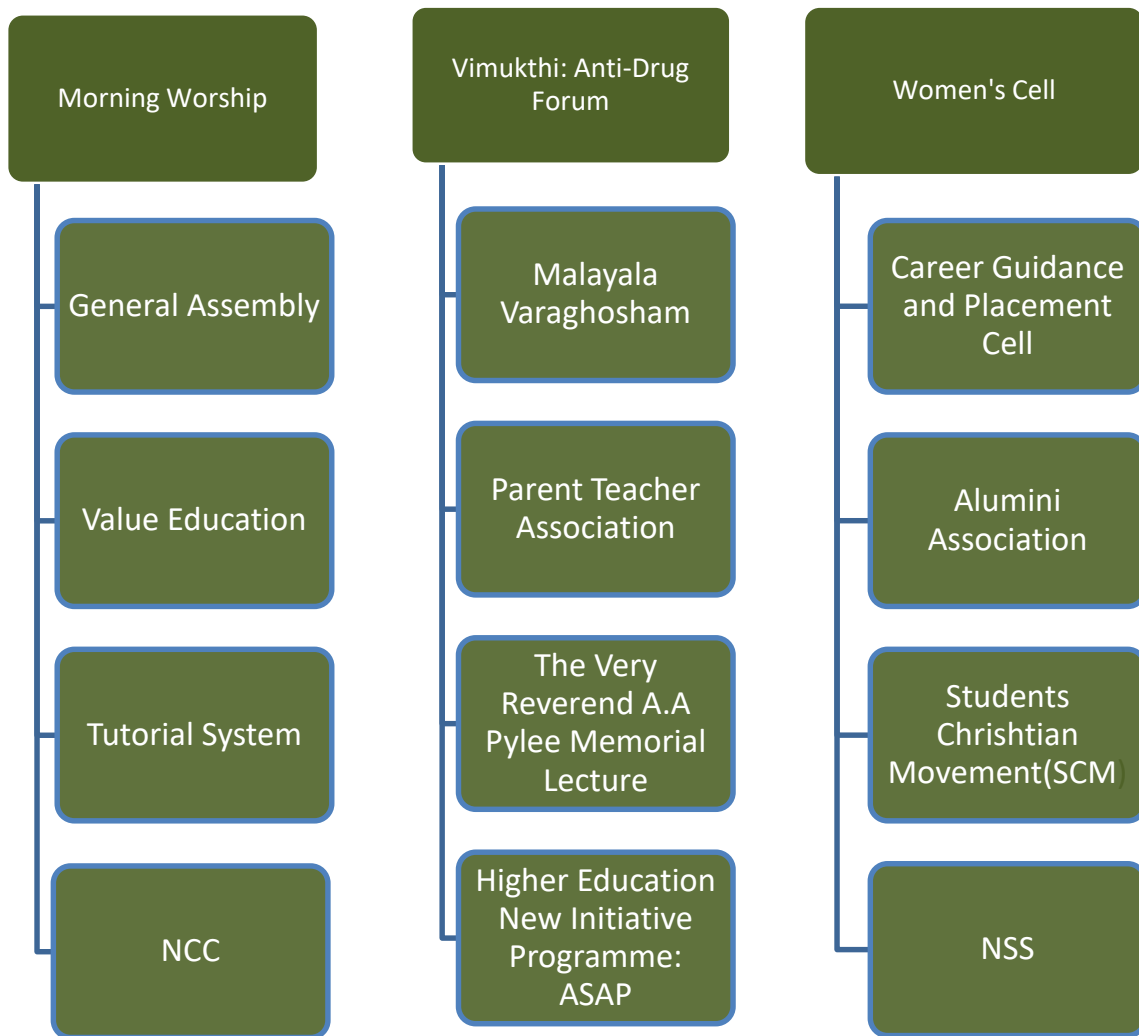 Morning Worship
General Assembly
Value Education
Tutorial System
NCC
Vimukthi: Anti-Drug
Forum
Malayala
Varaghosham
Parent Teacher
Association
The Very
Reverend A.A
Pylee Memorial
Lecture
Higher Education
New Initiative
Programme:
ASAP
Women's Cell
Career Guidance
and Placement
Cell
Alumini
Association
Students
Chrishtian
Movement(SCM)
NSS